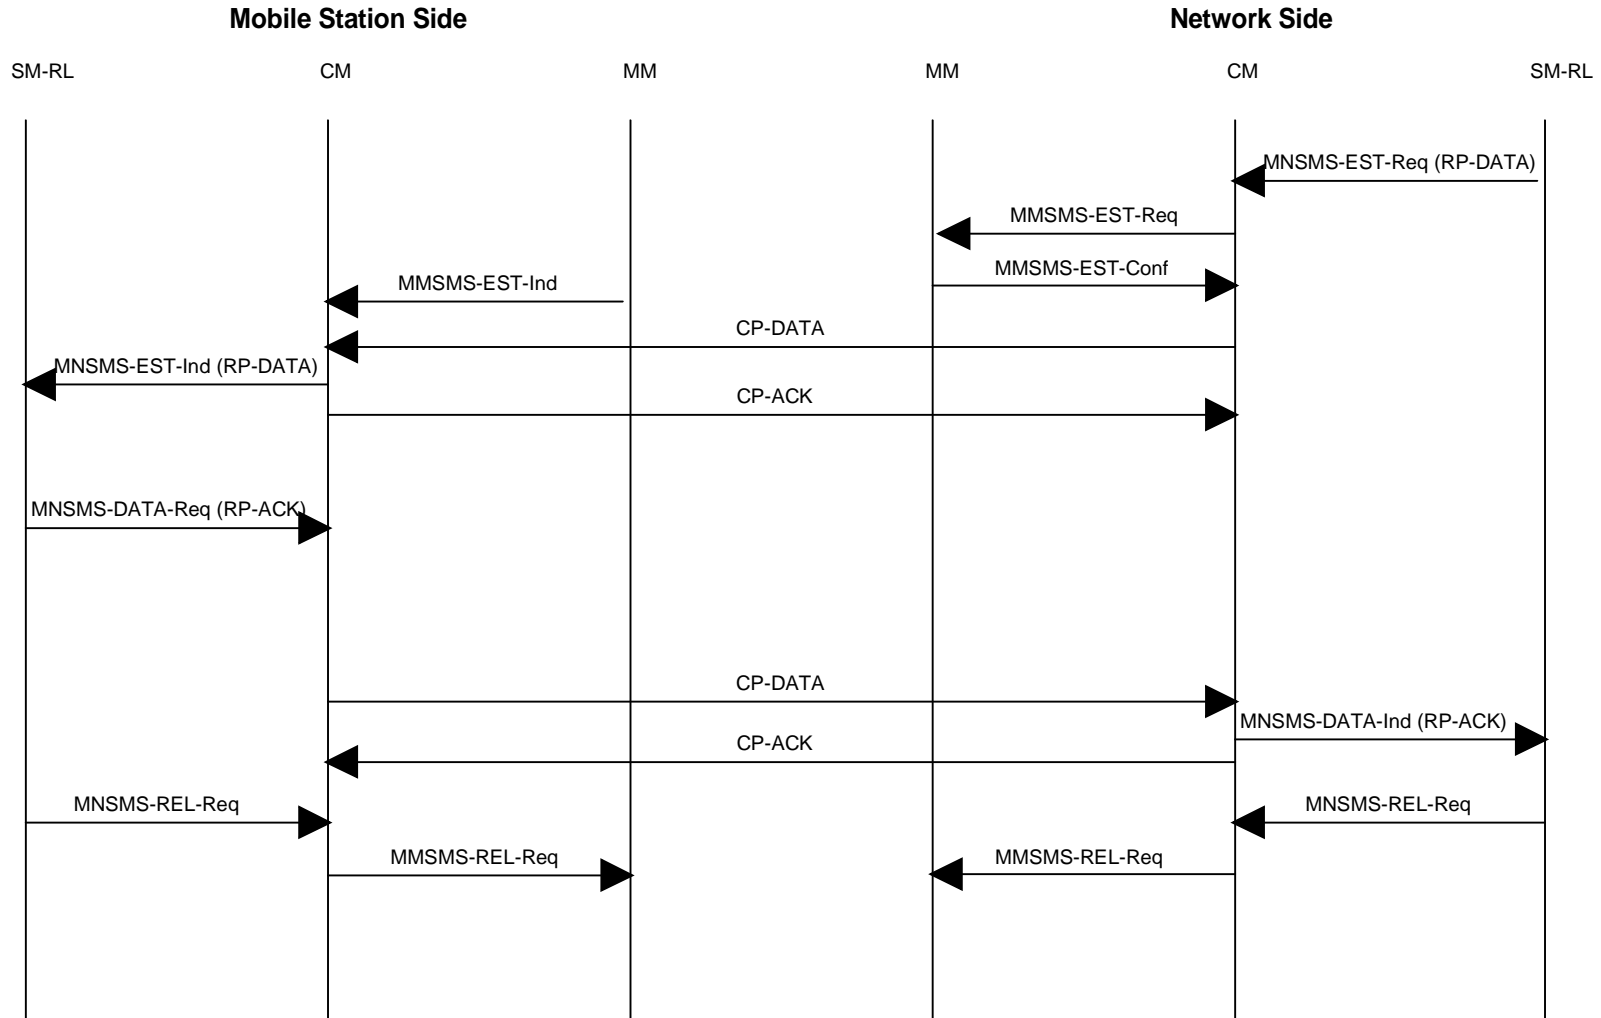 Mobile Station Side
Network Side
SM-RL
CM
MM
MM
CM
SM-RL
MNSMS-EST-Req (RP-DATA)
MMSMS-EST-Req
MMSMS-EST-Conf
MMSMS-EST-Ind
CP-DATA
MNSMS-EST-Ind (RP-DATA)
CP-ACK
MNSMS-DATA-Req (RP-ACK)
CP-DATA
MNSMS-DATA-Ind (RP-ACK)
CP-ACK
MNSMS-REL-Req
MNSMS-REL-Req
MMSMS-REL-Req
MMSMS-REL-Req